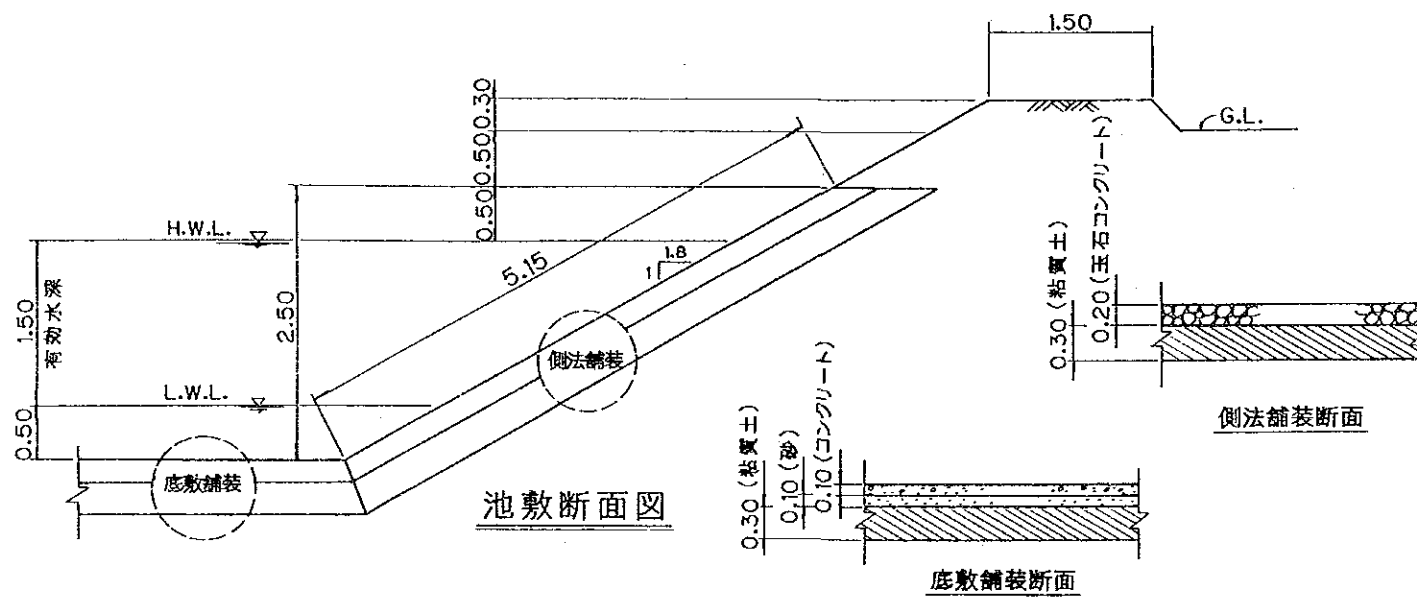 1.50
0.30
0.50
0.50
G.L.
H.W.L.
1.50
有効水深
2.50
5.15
1
1.8
側法舗装
L.W.L.
0.50
底敷舗装
池敷断面図
0.30 (粘質土)
0.20 (玉石コンクリート)
側法舗装断面
0.30 (粘質土)
0.10 (砂)
0.10 (コンクリート)
底敷舗装断面